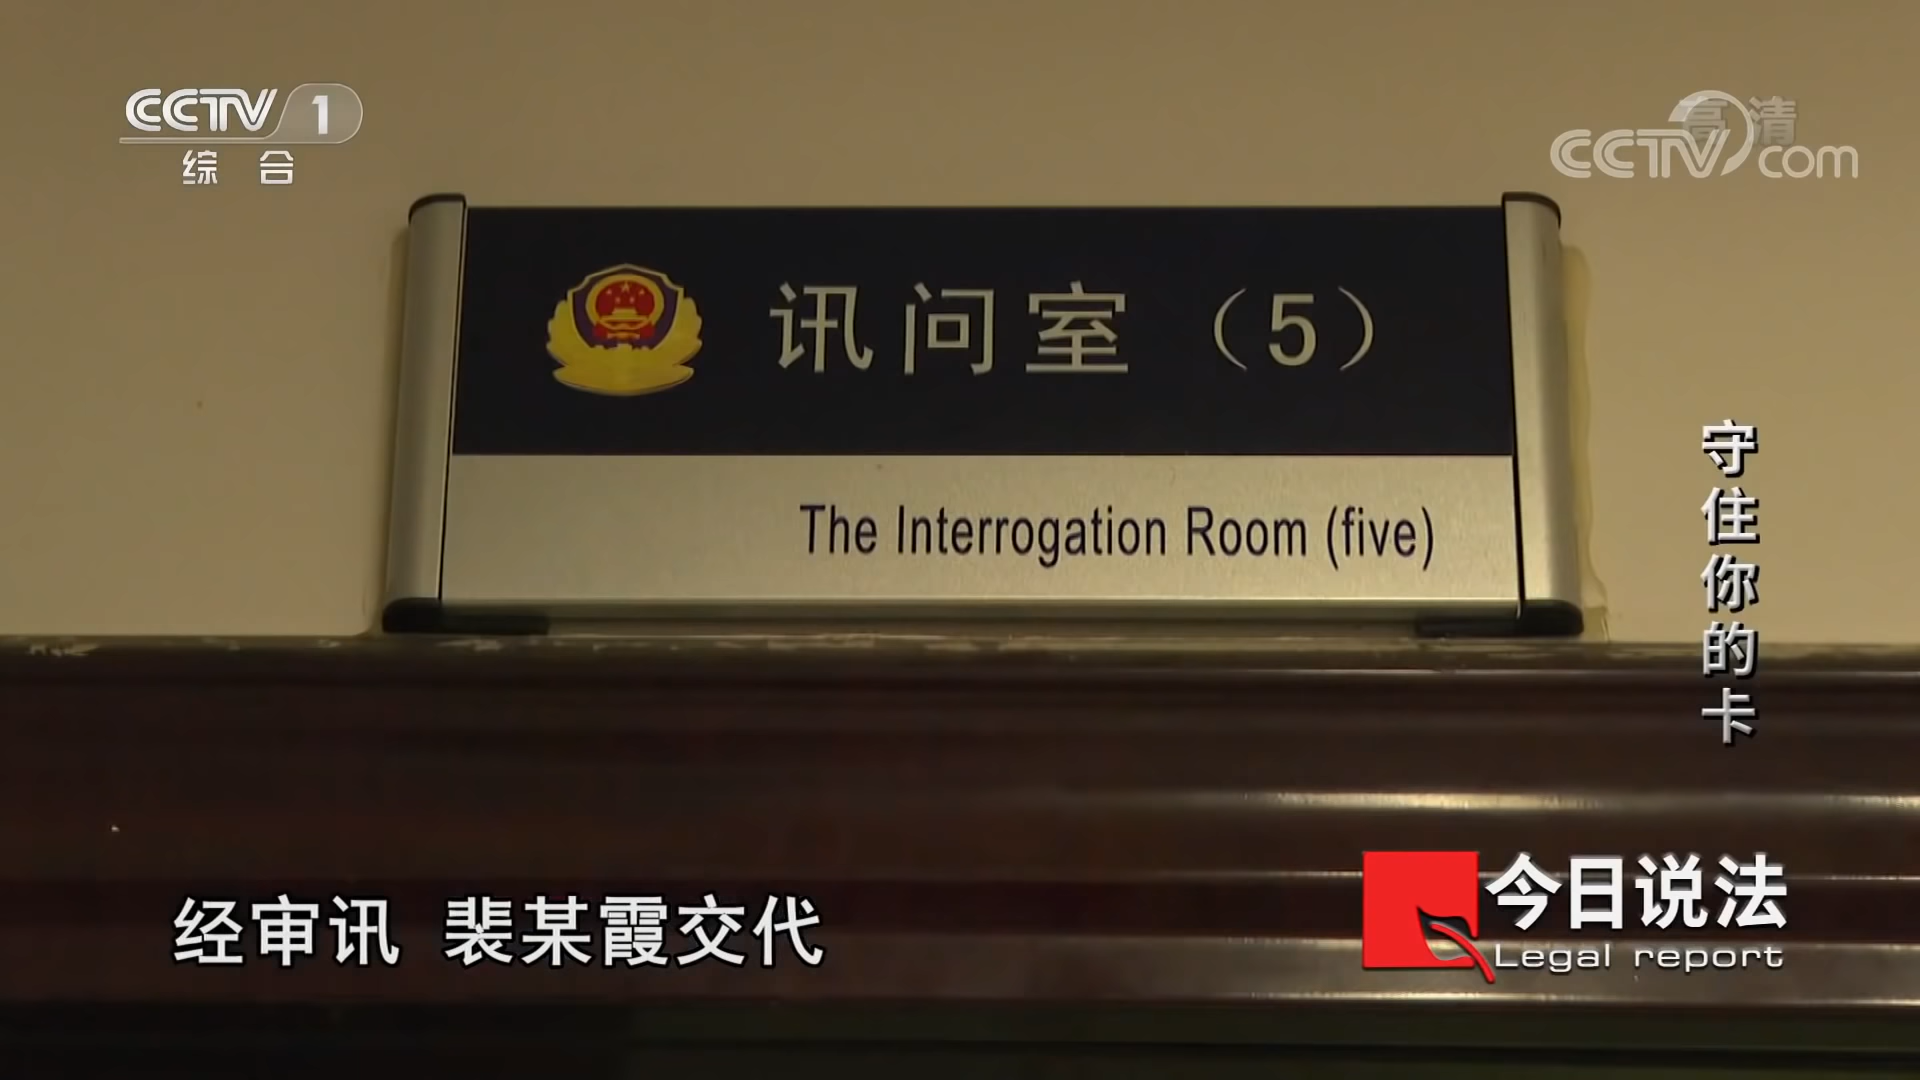 CCTV 1
综合
高清
CCTV.com
讯问室（5）
The Interrogation Room (five)
守住你的卡
经审讯 裴某霞交代
今日说法
Legal report